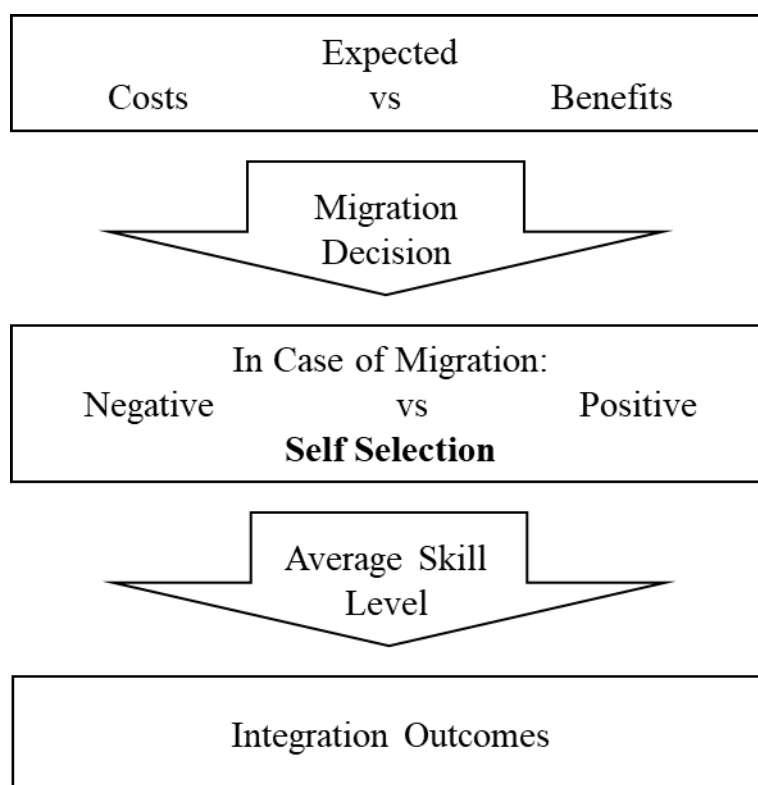 Expected
Costs vs Benefits
Migration
Decision
In Case of Migration:
Negative vs Positive
Self Selection
Average Skill
Level
Integration Outcomes